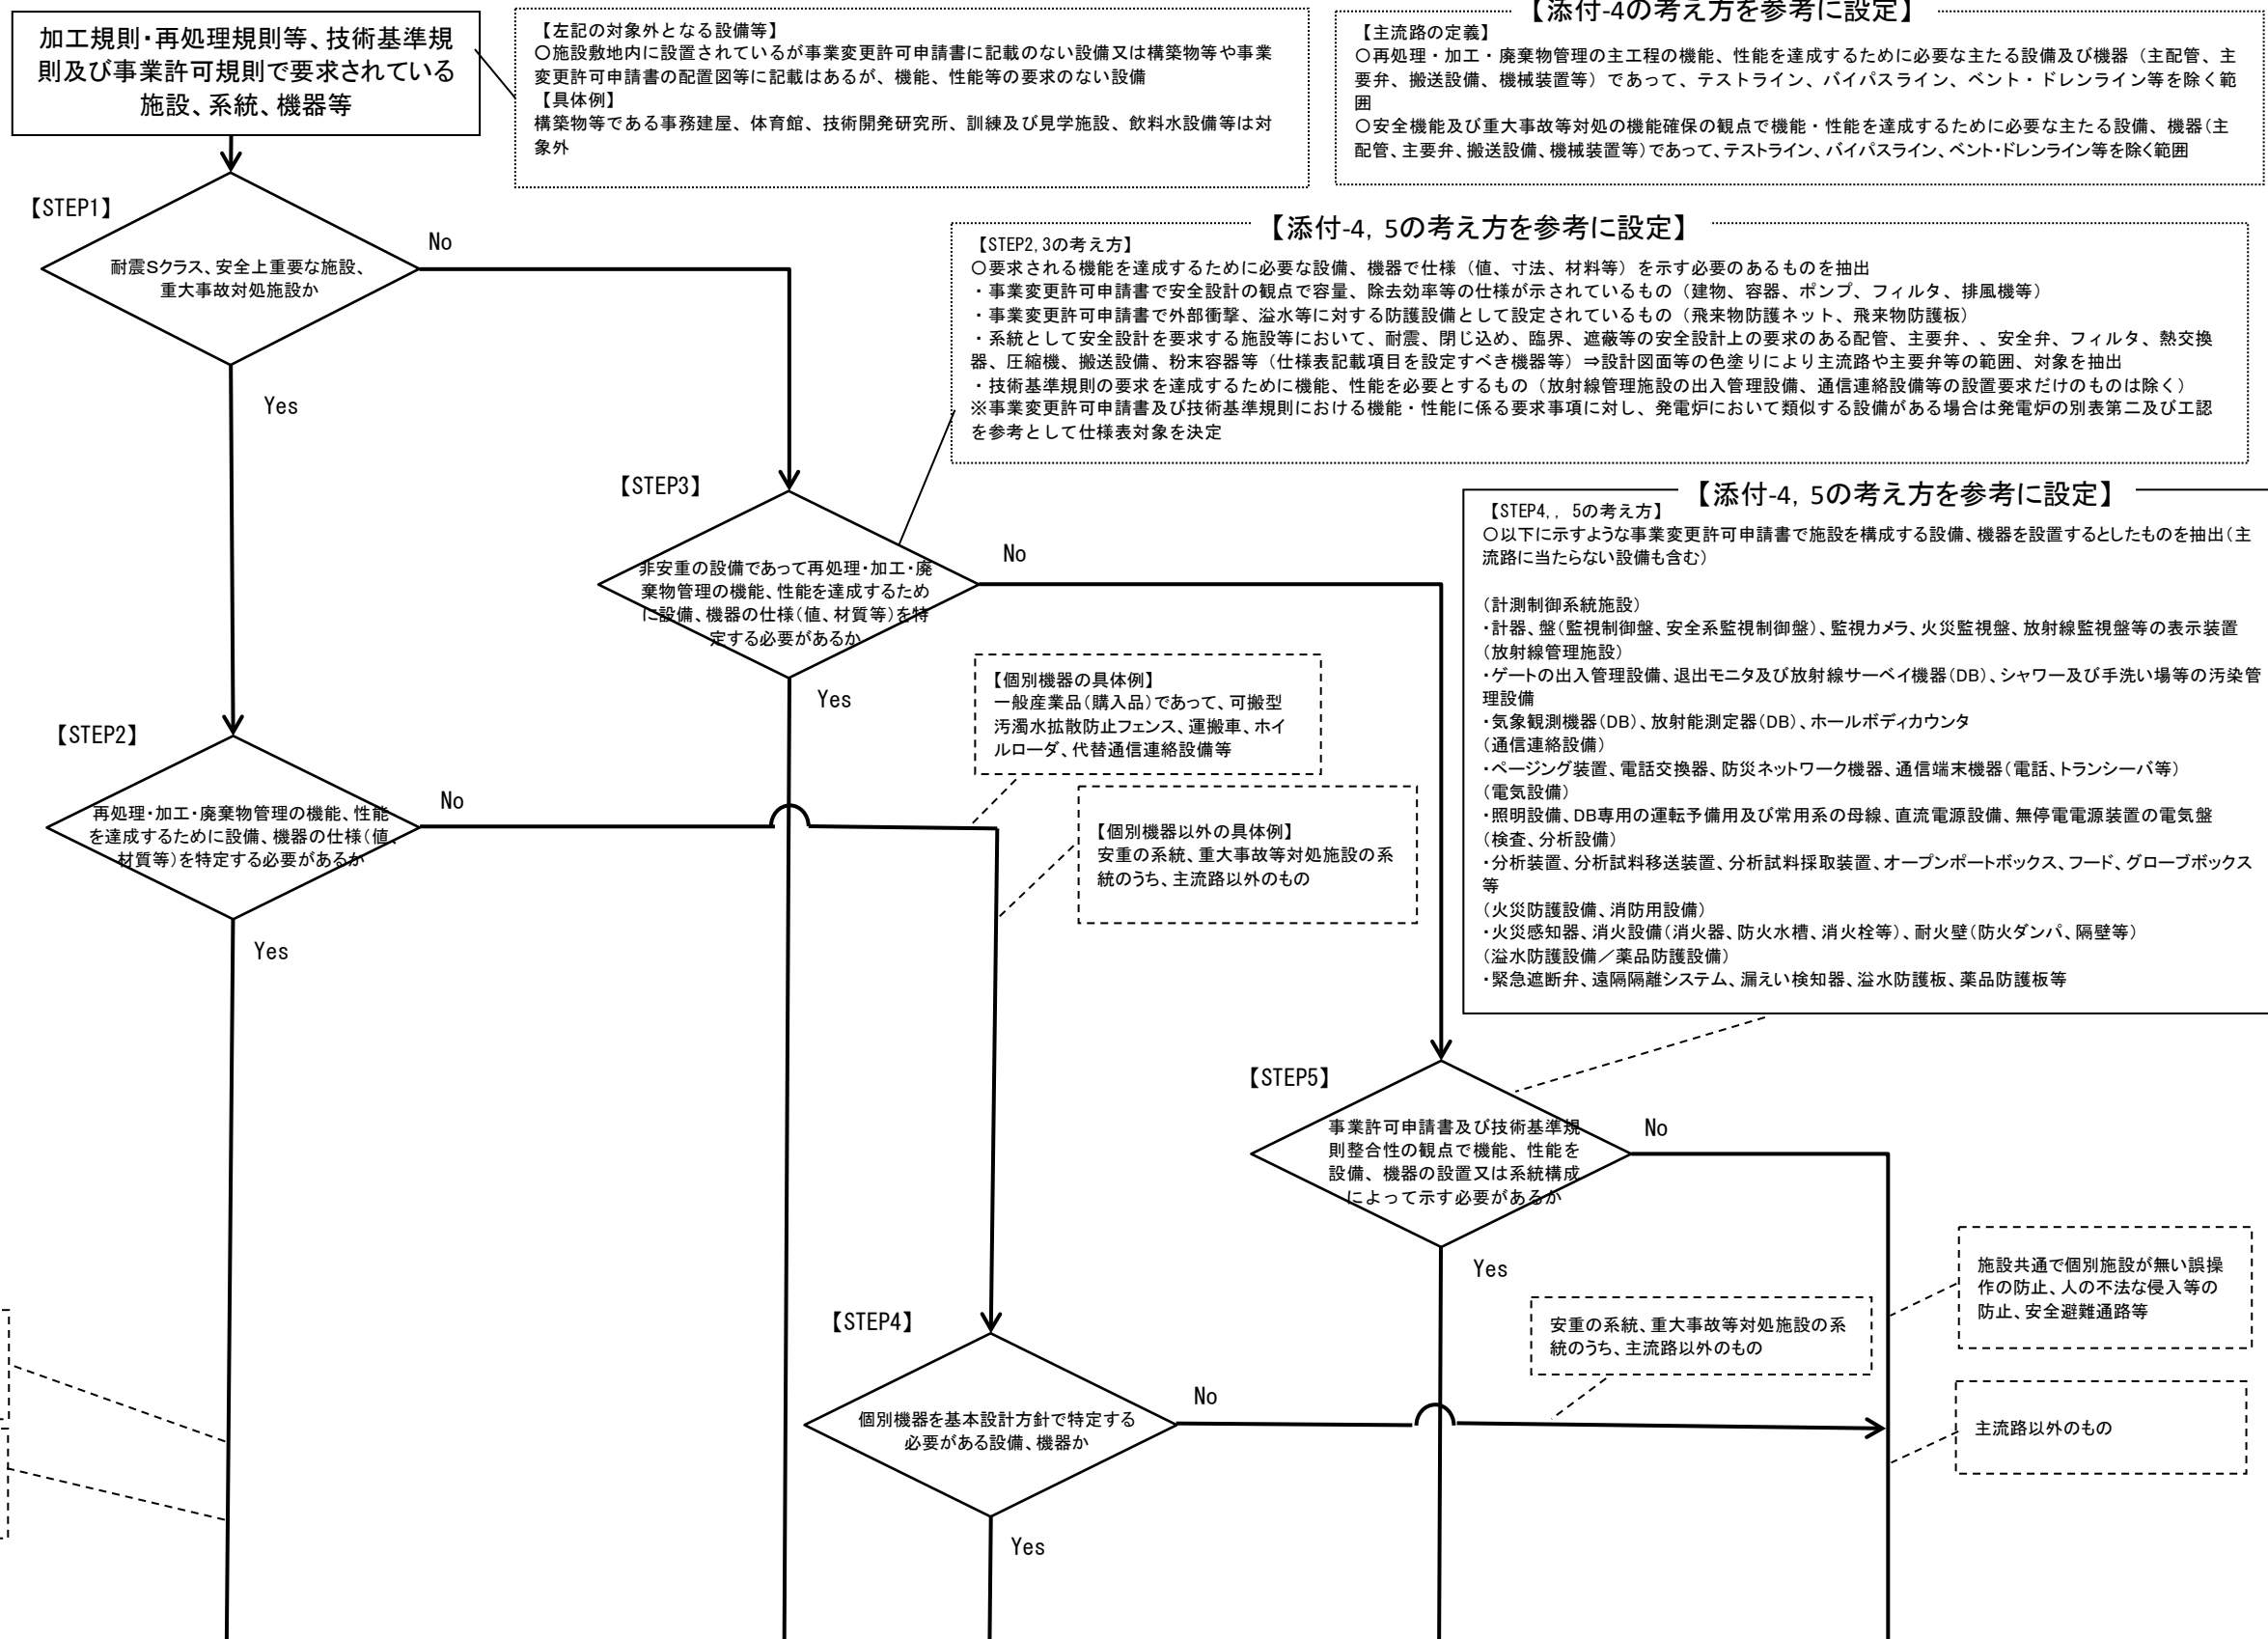 加工規則・再処理規則等、技術基準規
則及び事業許可規則で要求されている
施設、系統、機器等
【左記の対象外となる設備等】
〇施設敷地内に設置されているが事業変更許可申請書に記載のない設備又は構築物等や事業
変更許可申請書の配置図等に記載はあるが、機能、性能等の要求のない設備
【具体例】
構築物等である事務建屋、体育館、技術開発研究所、訓練及び見学施設、飲料水設備等は対
象外
【添付-4の考え方を参考に設定】
【主流路の定義】
〇再処理・加工・廃棄物管理の主工程の機能、性能を達成するために必要な主たる設備及び機器（主配管、主
要弁、搬送設備、機械装置等）であって、テストライン、バイパスライン、ベント・ドレンライン等を除く範
囲
〇安全機能及び重大事故等対処の機能確保の観点で機能・性能を達成するために必要な主たる設備、機器（主
配管、主要弁、搬送設備、機械装置等）であって、テストライン、バイパスライン、ベント・ドレンライン等を除く範囲
【STEP1】
耐震Sクラス、安全上重要な施設、
重大事故対処施設か
No
Yes
【添付-4, 5の考え方を参考に設定】
【STEP2,3の考え方】
〇要求される機能を達成するために必要な設備、機器で仕様（値、寸法、材料等）を示す必要のあるものを抽出
・事業変更許可申請書で安全設計の観点で容量、除去効率等の仕様が示されているもの（建物、容器、ポンプ、フィルタ、排風機等）
・事業変更許可申請書で外部衝撃、溢水等に対する防護設備として設定されているもの（飛来物防護ネット、飛来物防護板）
・系統として安全設計を要求する施設等において、耐震、閉じ込め、臨界、遮蔽等の安全設計上の要求のある配管、主要弁、、安全弁、フィルタ、熱交換
器、圧縮機、搬送設備、粉末容器等（仕様表記載項目を設定すべき機器等）⇒設計図面等の色塗りにより主流路や主要弁等の範囲、対象を抽出
・技術基準規則の要求を達成するために機能、性能を必要とするもの（放射線管理施設の出入管理設備、通信連絡設備等の設置要求だけのものは除く）
※事業変更許可申請書及び技術基準規則における機能・性能に係る要求事項に対し、発電炉において類似する設備がある場合は発電炉の別表第二及び工認
を参考として仕様表対象を決定
【STEP3】
非安重の設備であって再処理・加工・廃
棄物管理の機能、性能を達成するため
に設備、機器の仕様（値、材質等）を特
定する必要があるか
No
Yes
【添付-4, 5の考え方を参考に設定】
【STEP4,, 5の考え方】
〇以下に示すような事業変更許可申請書で施設を構成する設備、機器を設置するとしたものを抽出（主
流路に当たらない設備も含む）
（計測制御系統施設）
・計器、盤（監視制御盤、安全系監視制御盤）、監視カメラ、火災監視盤、放射線監視盤等の表示装置
（放射線管理施設）
・ゲートの出入管理設備、退出モニタ及び放射線サーベイ機器（DB）、シャワー及び手洗い場等の汚染管
理設備
・気象観測機器（DB）、放射能測定器（DB）、ホールボディカウンタ
（通信連絡設備）
・ページング装置、電話交換器、防災ネットワーク機器、通信端末機器（電話、トランシーバ等）
（電気設備）
・照明設備、DB専用の運転予備用及び常用系の母線、直流電源設備、無停電電源装置の電気盤
（検査、分析設備）
・分析装置、分析試料移送装置、分析試料採取装置、オープンポートボックス、フード、グローブボックス
等
（火災防護設備、消防用設備）
・火災感知器、消火設備（消火器、防火水槽、消火栓等）、耐火壁（防火ダンパ、隔壁等）
（溢水防護設備／薬品防護設備）
・緊急遮断弁、遠隔隔離システム、漏えい検知器、溢水防護板、薬品防護板等
【STEP2】
再処理・加工・廃棄物管理の機能、性能
を達成するために設備、機器の仕様（値、
材質等）を特定する必要があるか
No
Yes
【個別機器の具体例】
一般産業品（購入品）であって、可搬型
汚濁水拡散防止フェンス、運搬車、ホイ
ルローダ、代替通信連絡設備等
【個別機器以外の具体例】
安重の系統、重大事故等対処施設の系
統のうち、主流路以外のもの
【STEP5】
事業許可申請書及び技術基準規
則整合性の観点で機能、性能を
設備、機器の設置又は系統構成
によって示す必要があるか
No
Yes
施設共通で個別施設が無い誤操
作の防止、人の不法な侵入等の
防止、安全避難通路等
安重の系統、重大事故等対処施設の系
統のうち、主流路以外のもの
【STEP4】
個別機器を基本設計方針で特定する
必要がある設備、機器か
No
Yes
主流路以外のもの